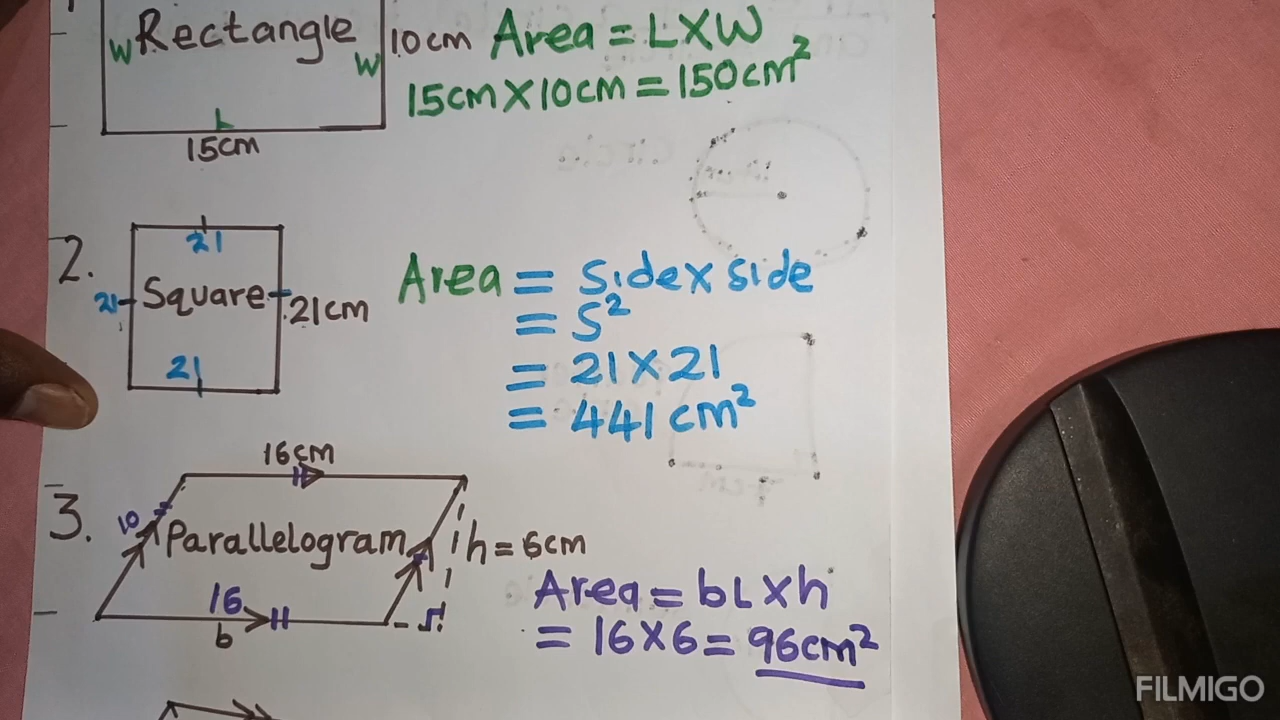 W Rectangle W 10cm Area = L X W
L
15cm X 10cm = 150cm²
15cm
21
2. 21 Square 21cm
21
Area = Side x side
= S²
= 21 X 21
= 441 cm²
16cm
3. 10 Parallelogram h = 6cm
16
b
Area = bL x h
= 16 X 6 = 96cm²
FILMIGO